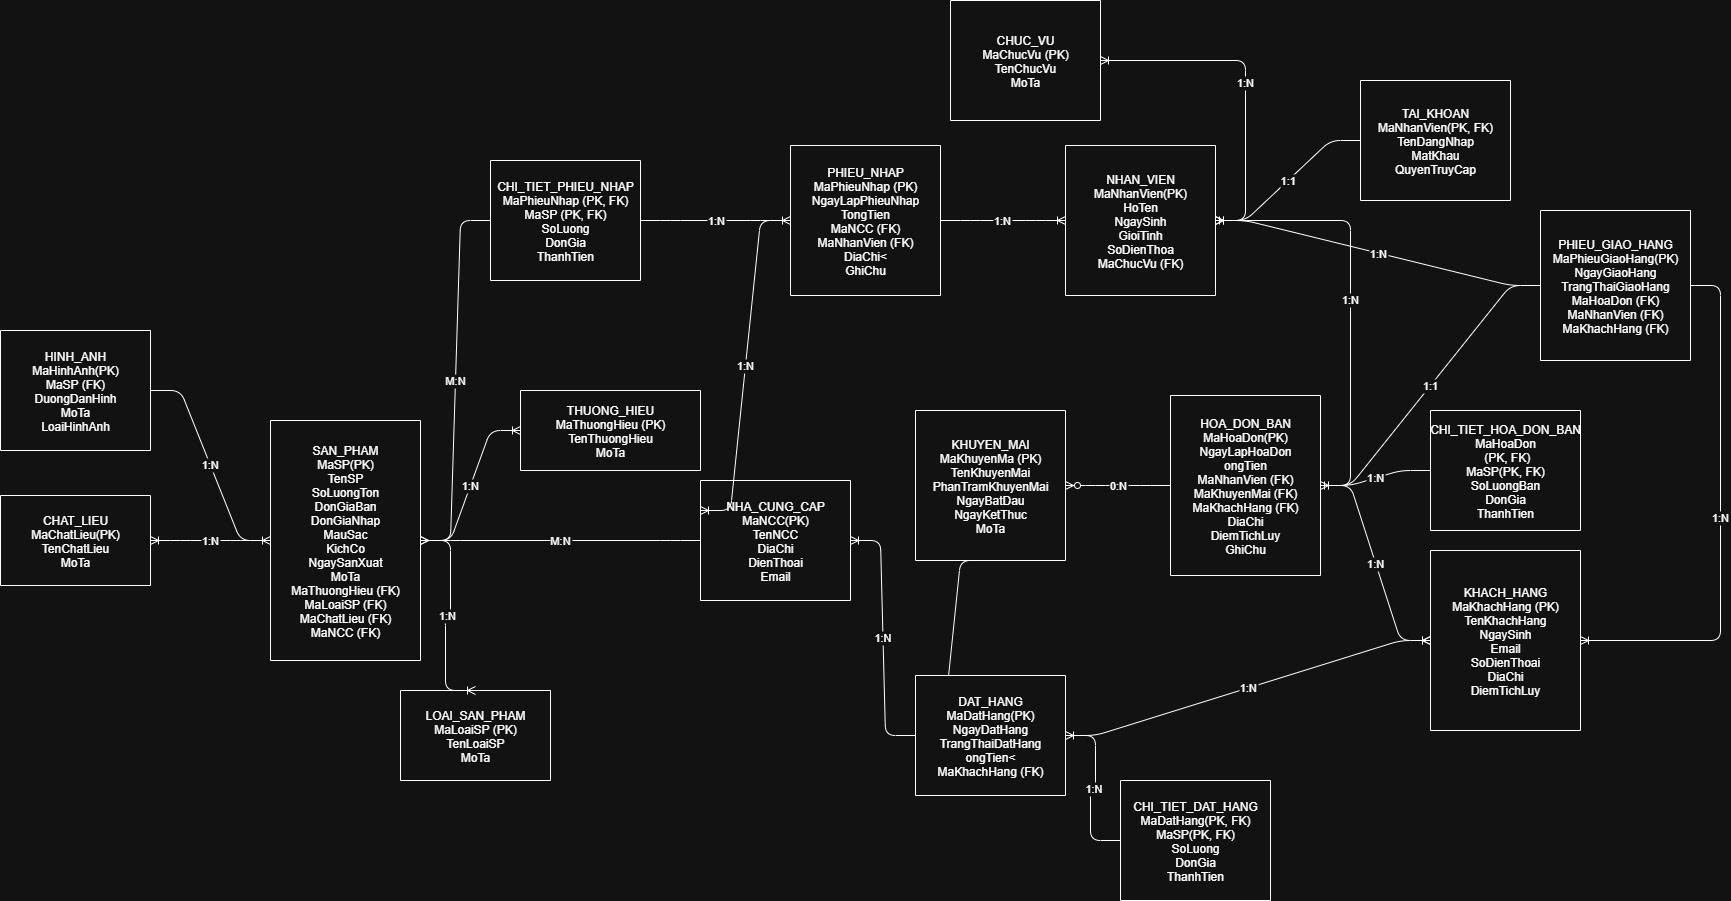 CHUC_VU
MaChucVu (PK)
TenChucVu
MoTa
1:N
TAI_KHOAN
MaNhanVien(PK, FK)
TenDangNhap
MatKhau
QuyenTruyCap
1:1
CHI_TIET_PHIEU_NHAP
MaPhieuNhap (PK, FK)
MaSP (PK, FK)
SoLuong
DonGia
ThanhTien
1:N
PHIEU_NHAP
MaPhieuNhap (PK)
NgayLapPhieuNhap
TongTien
MaNCC (FK)
MaNhanVien (FK)
DiaChi<
GhiChu
1:N
NHAN_VIEN
MaNhanVien(PK)
HoTen
NgaySinh
GioiTinh
SoDienThoa
MaChucVu (FK)
1:N
1:N
PHIEU_GIAO_HANG
MaPhieuGiaoHang(PK)
NgayGiaoHang
TrangThaiGiaoHang
MaHoaDon (FK)
MaNhanVien (FK)
MaKhachHang (FK)
HINH_ANH
MaHinhAnh(PK)
MaSP (FK)
DuongDanHinh
MoTa
LoaiHinhAnh
1:N
M:N
1:N
THUONG_HIEU
MaThuongHieu (PK)
TenThuongHieu
MoTa
1:N
1:1
CHAT_LIEU
MaChatLieu(PK)
TenChatLieu
MoTa
1:N
SAN_PHAM
MaSP(PK)
TenSP
SoLuongTon
DonGiaBan
DonGiaNhap
MauSac
KichCo
NgaySanXuat
MoTa
MaThuongHieu (FK)
MaLoaiSP (FK)
MaChatLieu (FK)
MaNCC (FK)
M:N
NHA_CUNG_CAP
MaNCC(PK)
TenNCC
DiaChi
DienThoai
Email
KHUYEN_MAI
MaKhuyenMa (PK)
TenKhuyenMai
PhanTramKhuyenMai
NgayBatDau
NgayKetThuc
MoTa
0:N
HOA_DON_BAN
MaHoaDon(PK)
NgayLapHoaDon
ongTien
MaNhanVien (FK)
MaKhuyenMai (FK)
MaKhachHang (FK)
DiaChi
DiemTichLuy
GhiChu
1:N
CHI_TIET_HOA_DON_BAN
MaHoaDon
(PK, FK)
MaSP(PK, FK)
SoLuongBan
DonGia
ThanhTien
1:N
1:N
KHACH_HANG
MaKhachHang (PK)
TenKhachHang
NgaySinh
Email
SoDienThoai
DiaChi
DiemTichLuy
1:N
1:N
1:N
LOAI_SAN_PHAM
MaLoaiSP (PK)
TenLoaiSP
MoTa
DAT_HANG
MaDatHang(PK)
NgayDatHang
TrangThaiDatHang
ongTien<
MaKhachHang (FK)
1:N
CHI_TIET_DAT_HANG
MaDatHang(PK, FK)
MaSP(PK, FK)
SoLuong
DonGia
ThanhTien